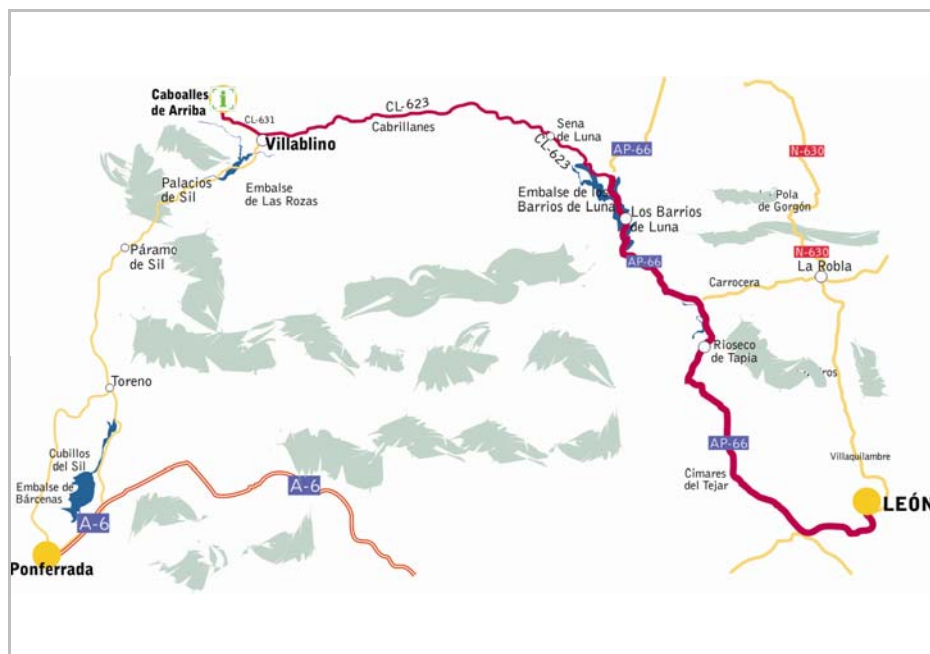 Caboalles
de Arriba
i
CL-631
CL-623
Cabrillanes
Villablino
Sena
de Luna
CL-623
AP-66
N-630
Palacios
de Sil
Embalse
de Las Rozas
Embalse de los
Barrios de Luna
Los Barrios
de Luna
Pola
de Gorgón
Páramo
de Sil
AP-66
N-630
La Robla
Carrocera
Rioseco
de Tapia
Toreno
AP-66
Cubillos
del Sil
Embalse de
Bárcenas
A-6
A-6
Cimares
del Tejar
Villaquilambre
LEÓN
Ponferrada